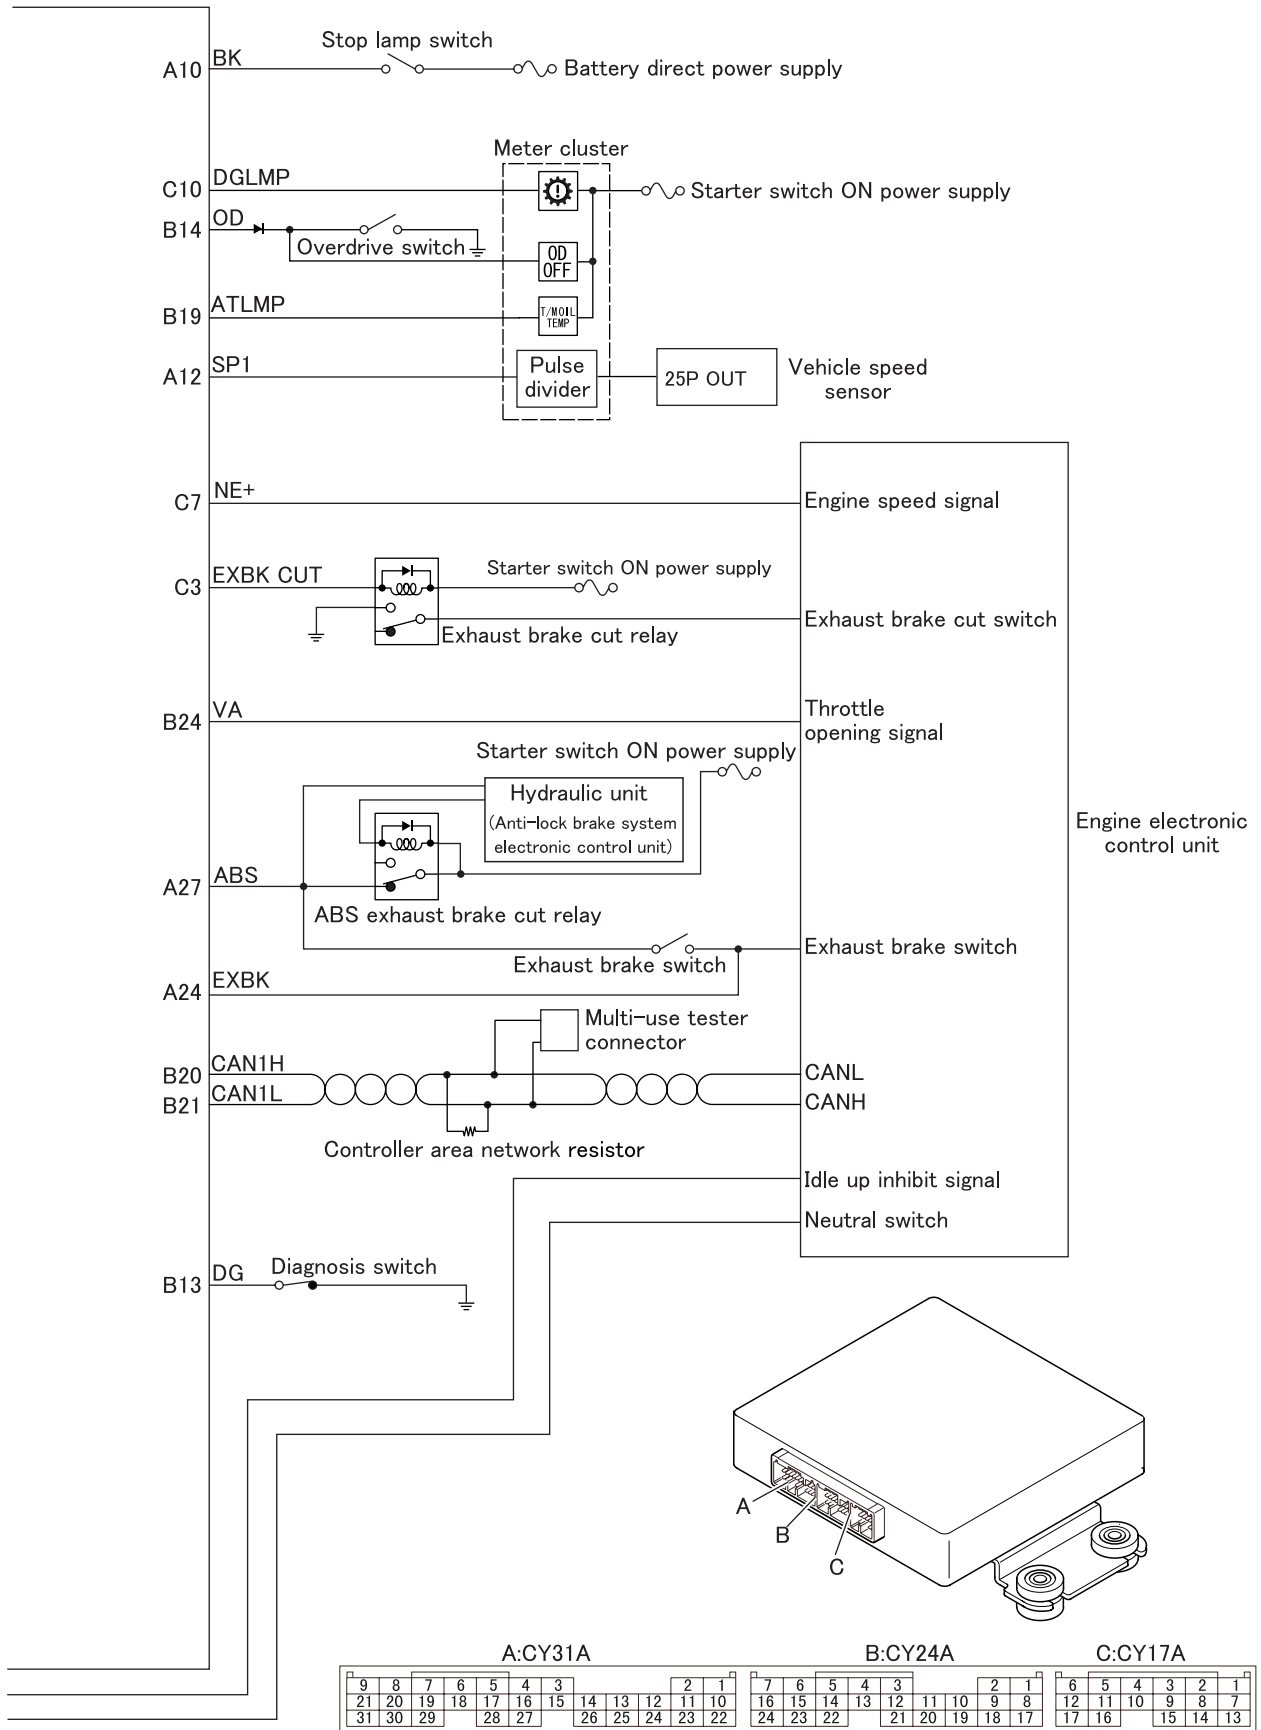 Stop lamp switch
A10 BK
Battery direct power supply
Meter cluster
C10 DGLMP
Starter switch ON power supply
B14 OD
Overdrive switch
OD
OFF
B19 ATLMP
T/MOIL
TEMP
A12 SP1
Pulse
divider
25P OUT
Vehicle speed
sensor
C7 NE+
Engine speed signal
C3 EXBK CUT
Starter switch ON power supply
Exhaust brake cut relay
Exhaust brake cut switch
B24 VA
Throttle
opening signal
Starter switch ON power supply
Hydraulic unit
(Anti-lock brake system
electronic control unit)
Engine electronic
control unit
A27 ABS
ABS exhaust brake cut relay
Exhaust brake switch
Exhaust brake switch
A24 EXBK
Multi-use tester
connector
B20 CAN1H
CANL
B21 CAN1L
CANH
Controller area network resistor
Idle up inhibit signal
Neutral switch
B13 DG
Diagnosis switch
A
B
C
A:CY31A
9 8 7 6 5 4 3 2 1
21 20 19 18 17 16 15 14 13 12 11 10
31 30 29 28 27 26 25 24 23 22
B:CY24A
7 6 5 4 3 2 1
16 15 14 13 12 11 10 9 8
24 23 22 21 20 19 18 17
C:CY17A
6 5 4 3 2 1
12 11 10 9 8 7
17 16 15 14 13